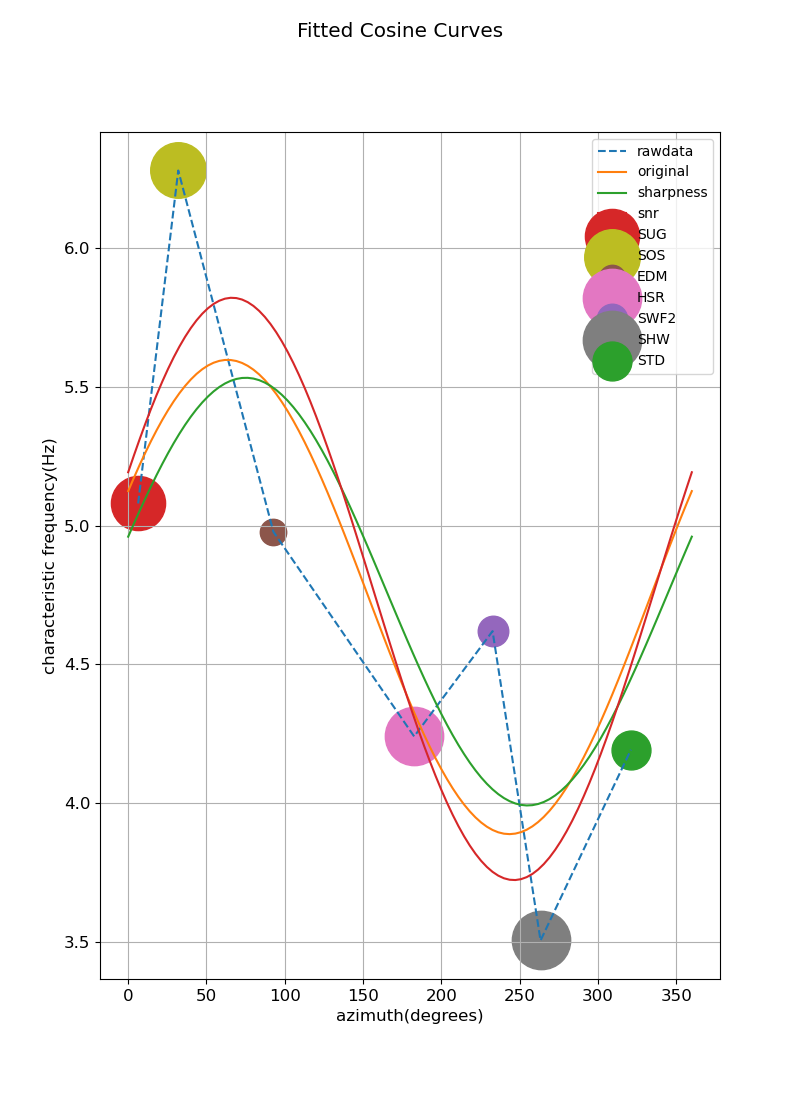 Fitted Cosine Curves
rawdata
original
sharpness
snr
SUG
SOS
EDM
HSR
SWF2
SHW
STD
characteristic frequency(Hz)
6.0
5.5
5.0
4.5
4.0
3.5
0 50 100 150 200 250 300 350
azimuth(degrees)